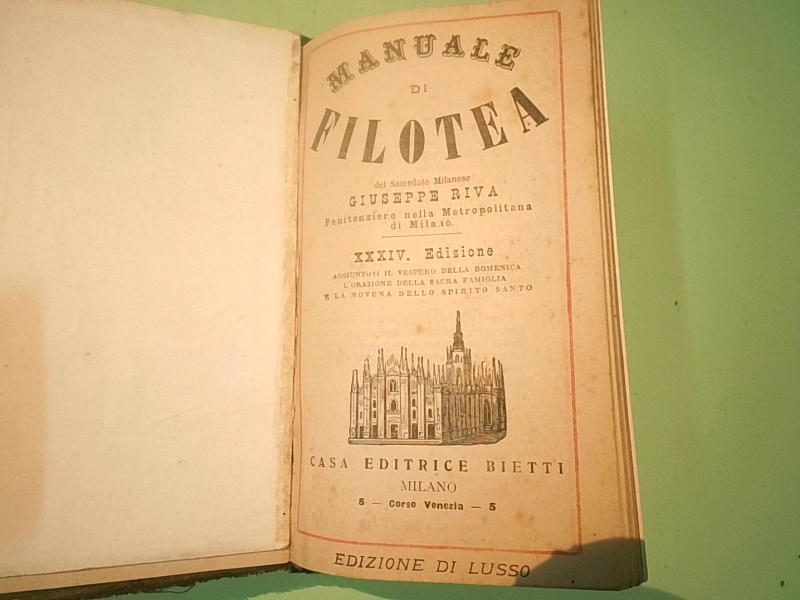 MANUALE
DI
FILOTEA
del Sacerdote Milanese
GIUSEPPE RIVA
Penitenziere nella Metropolitana
di Milano.
XXXIV. Edizione
AGGIUNTOVI IL VESPERO DELLA DOMENICA
L'ORAZIONE DELLA SACRA FAMIGLIA
E LA NOVENA DELLO SPIRITO SANTO
CASA EDITRICE BIETTI
MILANO
5 — Corso Venezia — 5
EDIZIONE DI LUSSO